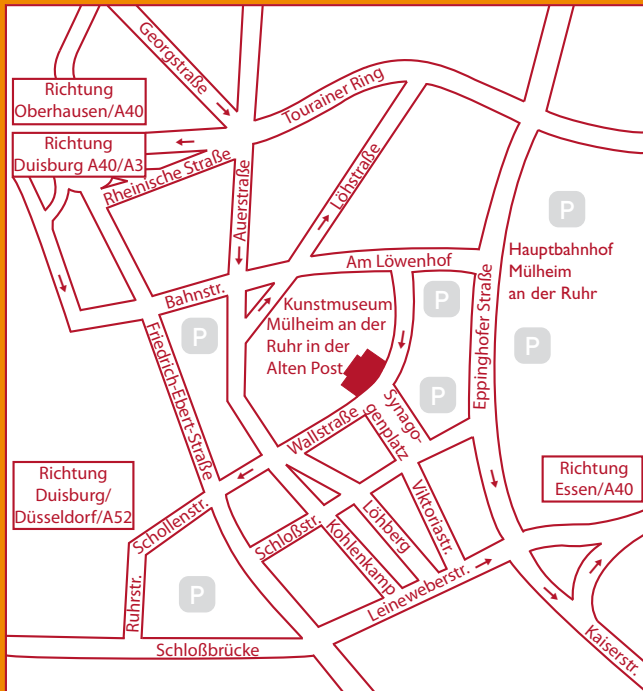 Georgstraße
Richtung
Oberhausen/A40
Tourainer Ring
Richtung
Duisburg A40/A3
Rheinische Straße
Auerstraße
Löhstraße
P
Hauptbahnhof
Mülheim
an der Ruhr
Am Löwenhof
Bahnstr.
Kunstmuseum
Mülheim an der
Ruhr in der
Alten Post
P
P
P
Eppinghofer Straße
Friedrich-Ebert-Straße
P
Synago-
genplatz
Wallstraße
Richtung
Duisburg/
Düsseldorf/A52
Richtung
Essen/A40
Viktoriastr.
Schollenstr.
Schloßstr.
Löhberg
Kohlenkamp
Leineweberstr.
Ruhrstr.
P
Schloßbrücke
Kaiserstr.